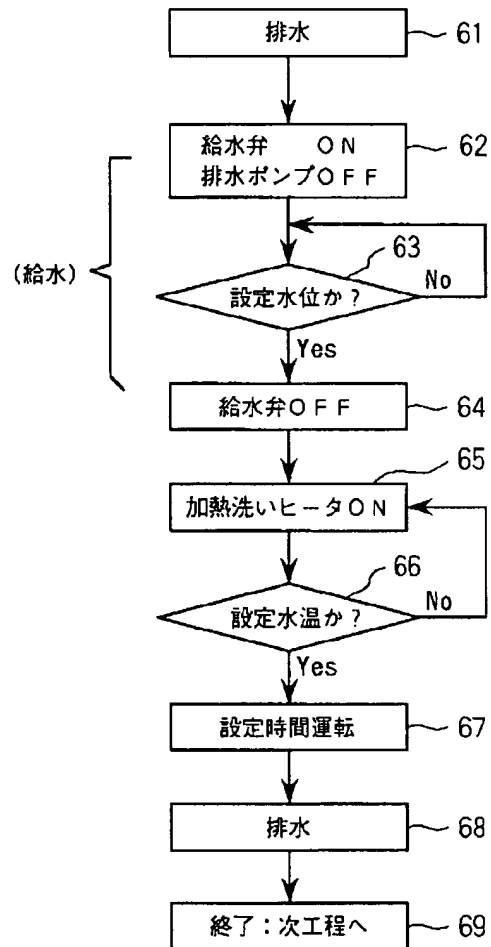 排水
61
給水弁 ON
排水ポンプOFF
62
(給水)
63
設定水位か?
No
Yes
給水弁OFF
64
65
加熱洗いヒータON
66
設定水温か?
No
Yes
設定時間運転
67
排水
68
終了:次工程へ
69